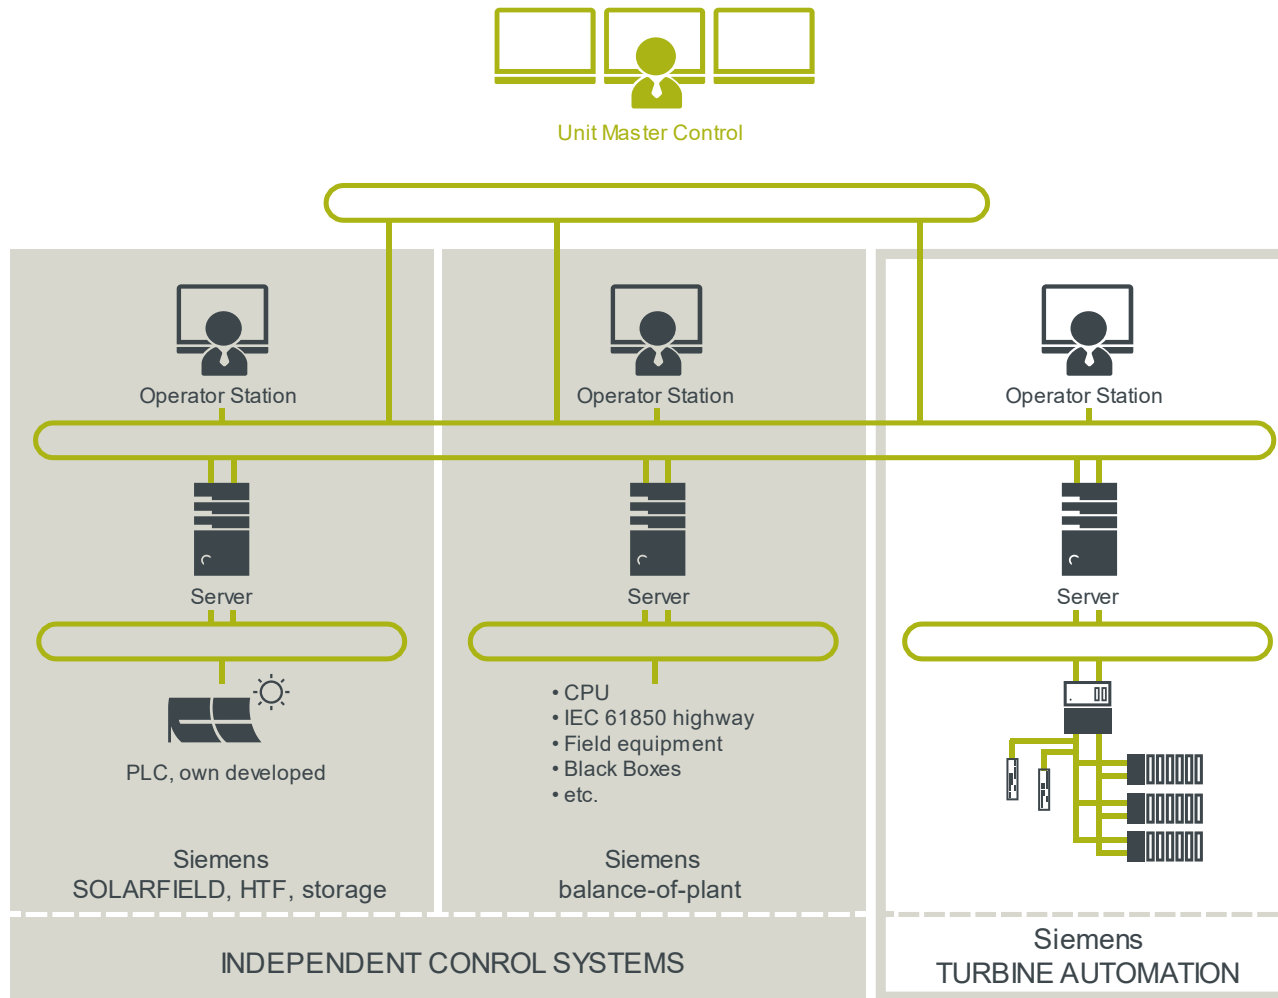 Unit Master Control
Operator Station
Operator Station
Operator Station
Server
Server
Server
PLC, own developed
• CPU
• IEC 61850 highway
• Field equipment
• Black Boxes
• etc.
Siemens
SOLARFIELD, HTF, storage
Siemens
balance-of-plant
INDEPENDENT CONROL SYSTEMS
Siemens
TURBINE AUTOMATION